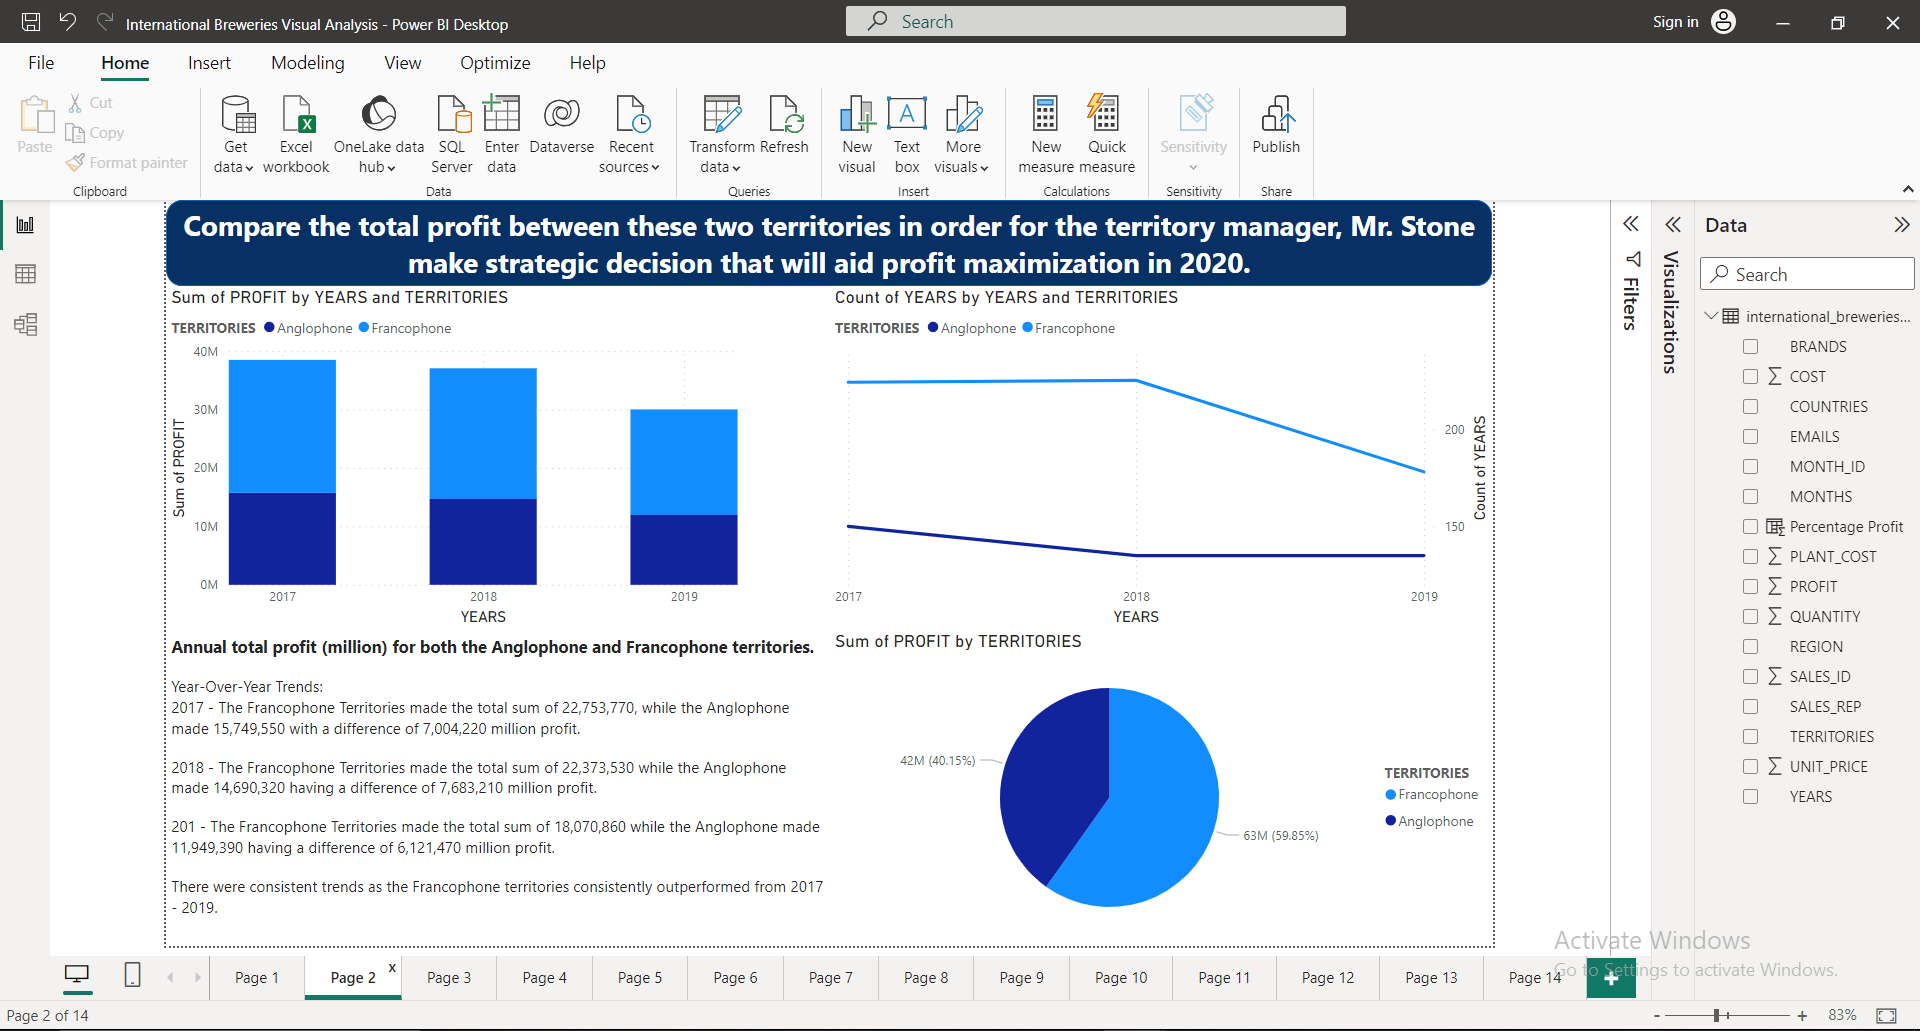 International Breweries Visual Analysis - Power BI Desktop
Search
Sign in
File
Home
Insert
Modeling
View
Optimize
Help
Paste
Cut
Copy
Format painter
Clipboard
Get data
Excel workbook
OneLake data hub
SQL Server
Enter data
Dataverse
Recent sources
Data
Transform data
Refresh
Queries
New visual
Text box
More visuals
Insert
New measure
Quick measure
Calculations
Sensitivity
Sensitivity
Publish
Share
Compare the total profit between these two territories in order for the territory manager, Mr. Stone
make strategic decision that will aid profit maximization in 2020.
Sum of PROFIT by YEARS and TERRITORIES
TERRITORIES Anglophone Francophone
40M
30M
20M
10M
0M
Sum of PROFIT
2017 2018 2019
YEARS
Count of YEARS by YEARS and TERRITORIES
TERRITORIES Anglophone Francophone
200
150
Count of YEARS
2017 2018 2019
YEARS
Annual total profit (million) for both the Anglophone and Francophone territories.
Year-Over-Year Trends:
2017 - The Francophone Territories made the total sum of 22,753,770, while the Anglophone
made 15,749,550 with a difference of 7,004,220 million profit.
2018 - The Francophone Territories made the total sum of 22,373,530 while the Anglophone
made 14,690,320 having a difference of 7,683,210 million profit.
201 - The Francophone Territories made the total sum of 18,070,860 while the Anglophone made
11,949,390 having a difference of 6,121,470 million profit.
There were consistent trends as the Francophone territories consistently outperformed from 2017
- 2019.
Sum of PROFIT by TERRITORIES
42M (40.15%)
63M (59.85%)
TERRITORIES
Francophone
Anglophone
Filters
Visualizations
Data
Search
international_breweries...
BRANDS
COST
COUNTRIES
EMAILS
MONTH_ID
MONTHS
Percentage Profit
PLANT_COST
PROFIT
QUANTITY
REGION
SALES_ID
SALES_REP
TERRITORIES
UNIT_PRICE
YEARS
Activate Windows
Go to Settings to activate Windows.
Page 1
Page 2 x
Page 3
Page 4
Page 5
Page 6
Page 7
Page 8
Page 9
Page 10
Page 11
Page 12
Page 13
Page 14
+
Page 2 of 14
- + 83%